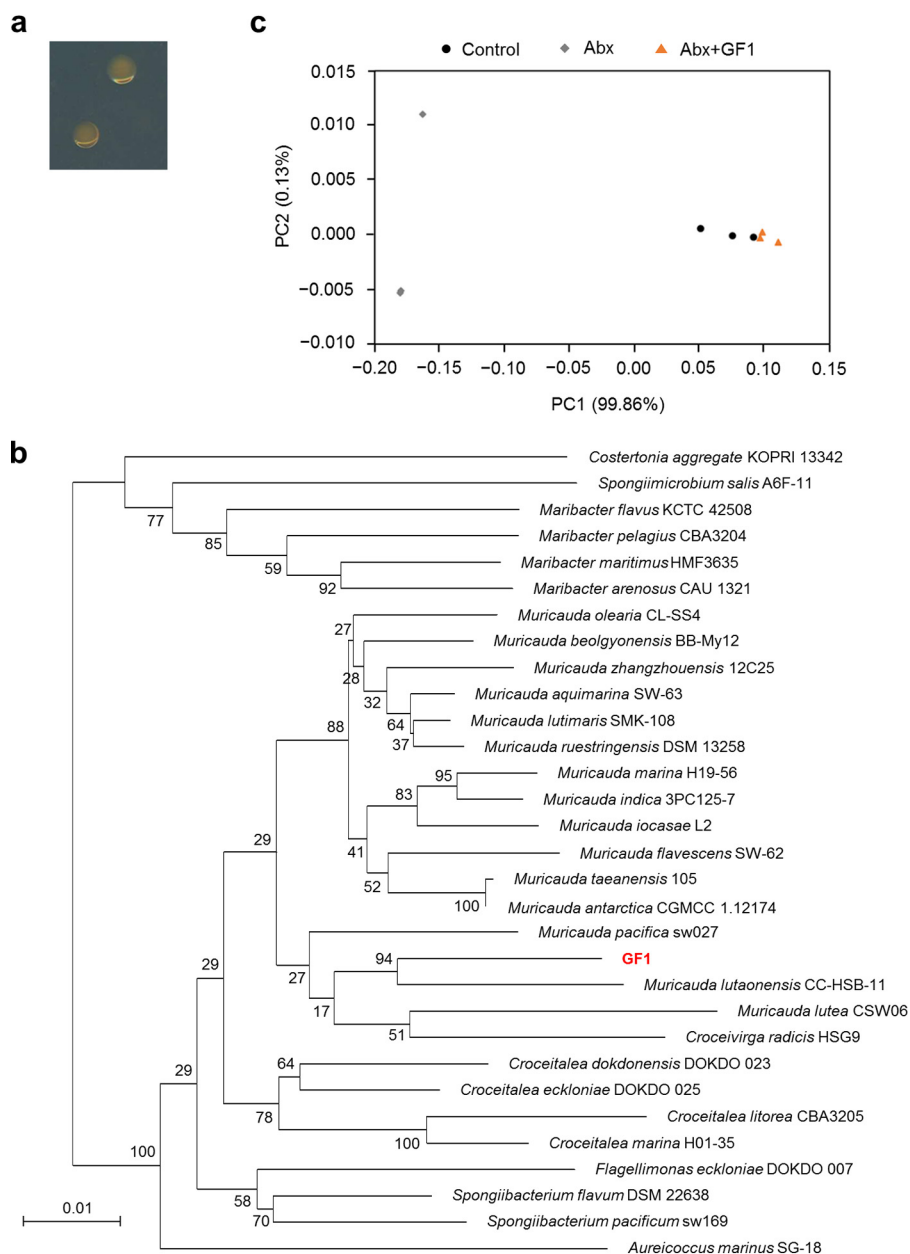 a
c
Control Abx Abx+GF1
0.015
0.010
0.005
0.000
−0.005
−0.010
PC2 (0.13%)
−0.20 −0.15 −0.10 −0.05 0.00 0.05 0.10 0.15
PC1 (99.86%)
b
Costertonia aggregate KOPRI 13342
Spongiimicrobium salis A6F-11
77
Maribacter flavus KCTC 42508
85
Maribacter pelagius CBA3204
59
Maribacter maritimus HMF3635
92
Maribacter arenosus CAU 1321
Muricauda olearia CL-SS4
27
Muricauda beolgyonensis BB-My12
28
Muricauda zhangzhouensis 12C25
32
Muricauda aquimarina SW-63
64
Muricauda lutimaris SMK-108
88
37
Muricauda ruestringensis DSM 13258
95
Muricauda marina H19-56
83
Muricauda indica 3PC125-7
Muricauda iocasae L2
29
41
Muricauda flavescens SW-62
52
Muricauda taeanensis 105
100
Muricauda antarctica CGMCC 1.12174
Muricauda pacifica sw027
94
GF1
29
27
Muricauda lutaonensis CC-HSB-11
17
Muricauda lutea CSW06
51
Croceivirga radicis HSG9
64
Croceitalea dokdonensis DOKDO 023
29
Croceitalea eckloniae DOKDO 025
78
Croceitalea litorea CBA3205
100
Croceitalea marina H01-35
100
Flagellimonas eckloniae DOKDO 007
58
Spongiibacterium flavum DSM 22638
0.01
70
Spongiibacterium pacificum sw169
Aureicoccus marinus SG-18